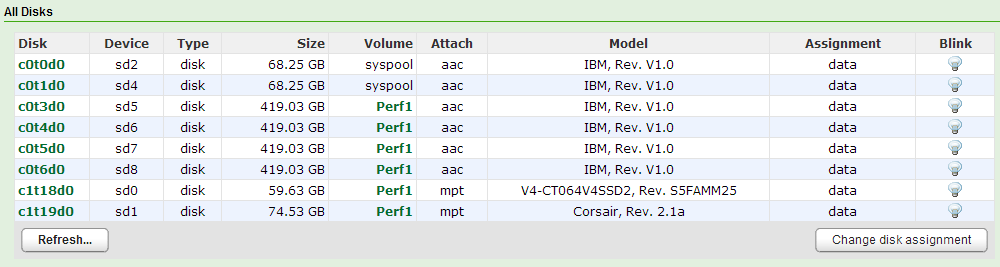 All Disks
Disk Device Type Size Volume Attach Model Assignment Blink
c0t0d0 sd2 disk 68.25 GB syspool aac IBM, Rev. V1.0 data
c0t1d0 sd4 disk 68.25 GB syspool aac IBM, Rev. V1.0 data
c0t3d0 sd5 disk 419.03 GB Perf1 aac IBM, Rev. V1.0 data
c0t4d0 sd6 disk 419.03 GB Perf1 aac IBM, Rev. V1.0 data
c0t5d0 sd7 disk 419.03 GB Perf1 aac IBM, Rev. V1.0 data
c0t6d0 sd8 disk 419.03 GB Perf1 aac IBM, Rev. V1.0 data
c1t18d0 sd0 disk 59.63 GB Perf1 mpt V4-CT064V4SSD2, Rev. S5FAMM25 data
c1t19d0 sd1 disk 74.53 GB Perf1 mpt Corsair, Rev. 2.1a data
Refresh... Change disk assignment